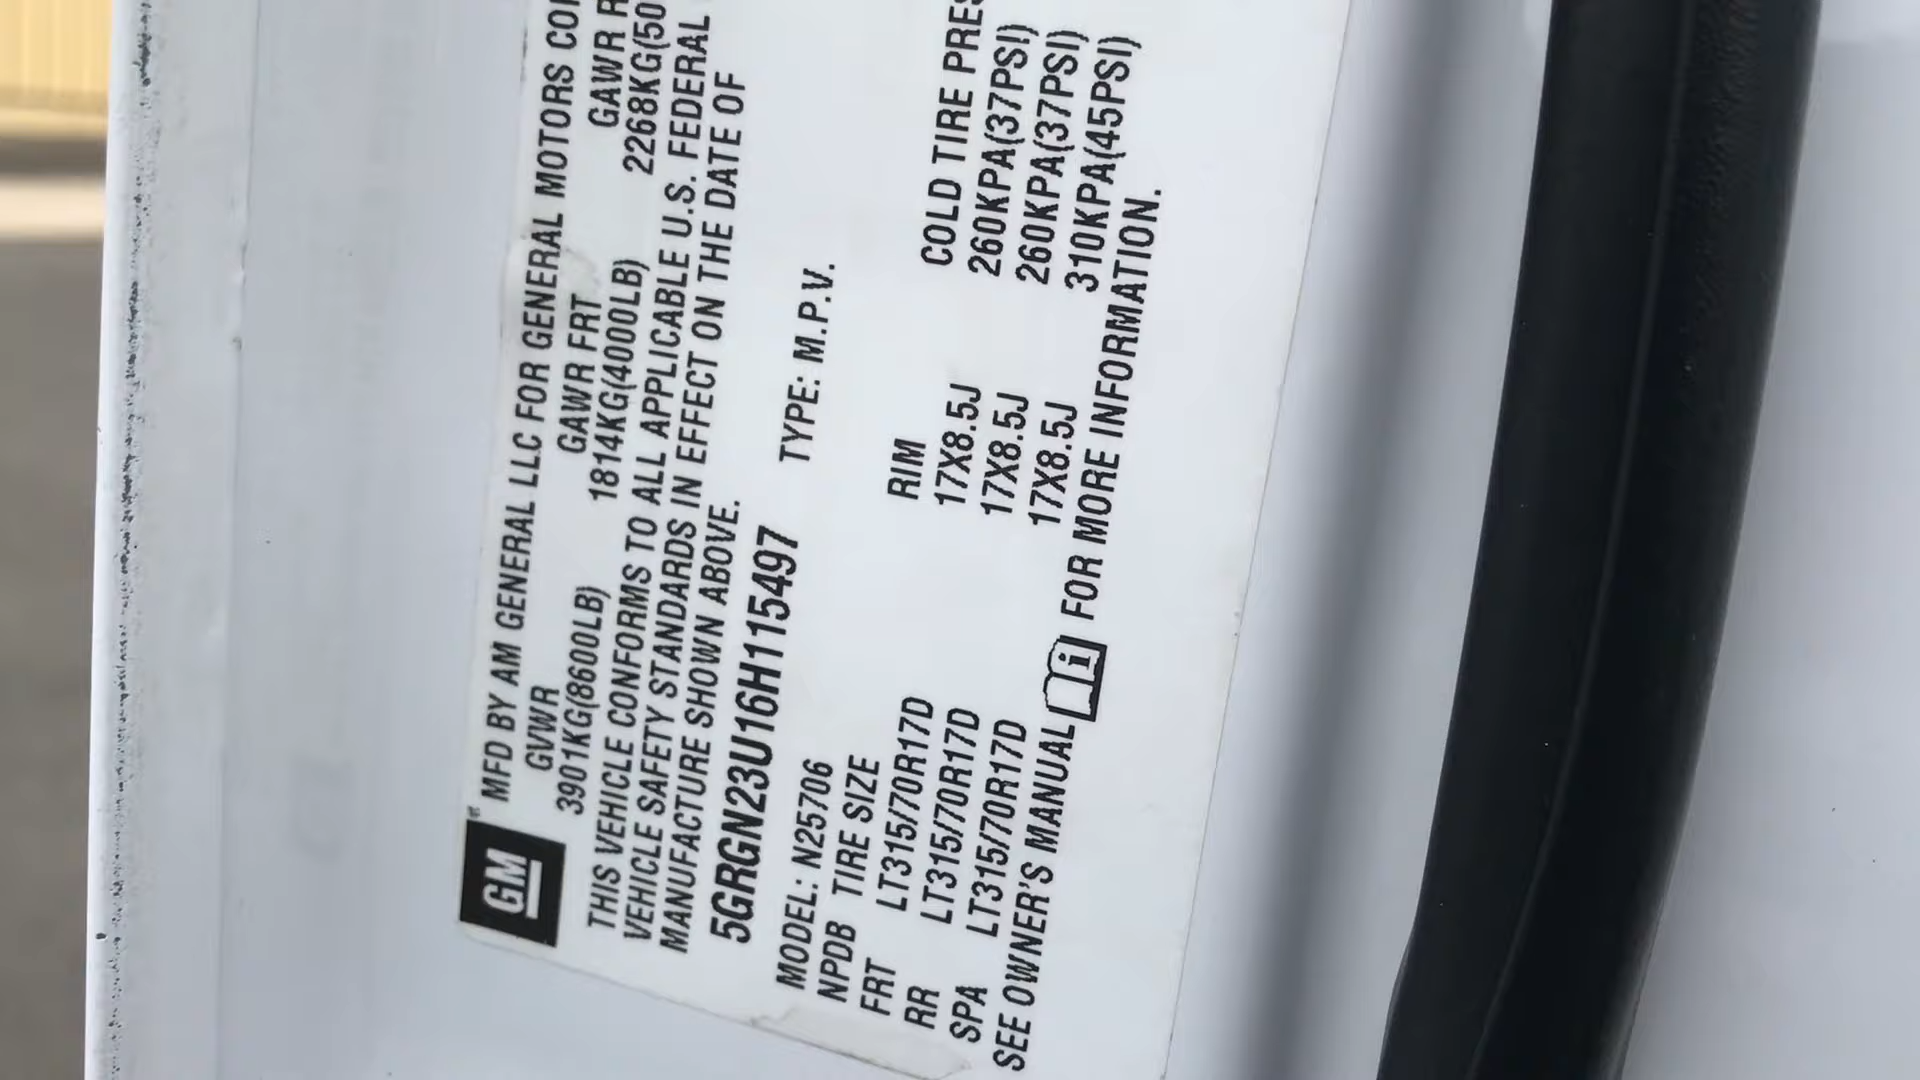 GM
MFD BY AM GENERAL LLC FOR GENERAL MOTORS
GVWR GAWR FRT GAWR
3901KG(8600LB) 1814KG(4000LB) 2268KG(50
THIS VEHICLE CONFORMS TO ALL APPLICABLE U.S. FEDERAL
VEHICLE SAFETY STANDARDS IN EFFECT ON THE DATE OF
MANUFACTURE SHOWN ABOVE.
5GRGN23U16H115497 TYPE: M.P.V.
MODEL: N25706
NPDB TIRE SIZE RIM COLD TIRE
FRT LT315/70R17D 17X8.5J 260KPA(37PSI)
RR LT315/70R17D 17X8.5J 260KPA(37PSI)
SPA LT315/70R17D 17X8.5J 310KPA(45PSI)
SEE OWNER'S MANUAL i FOR MORE INFORMATION.